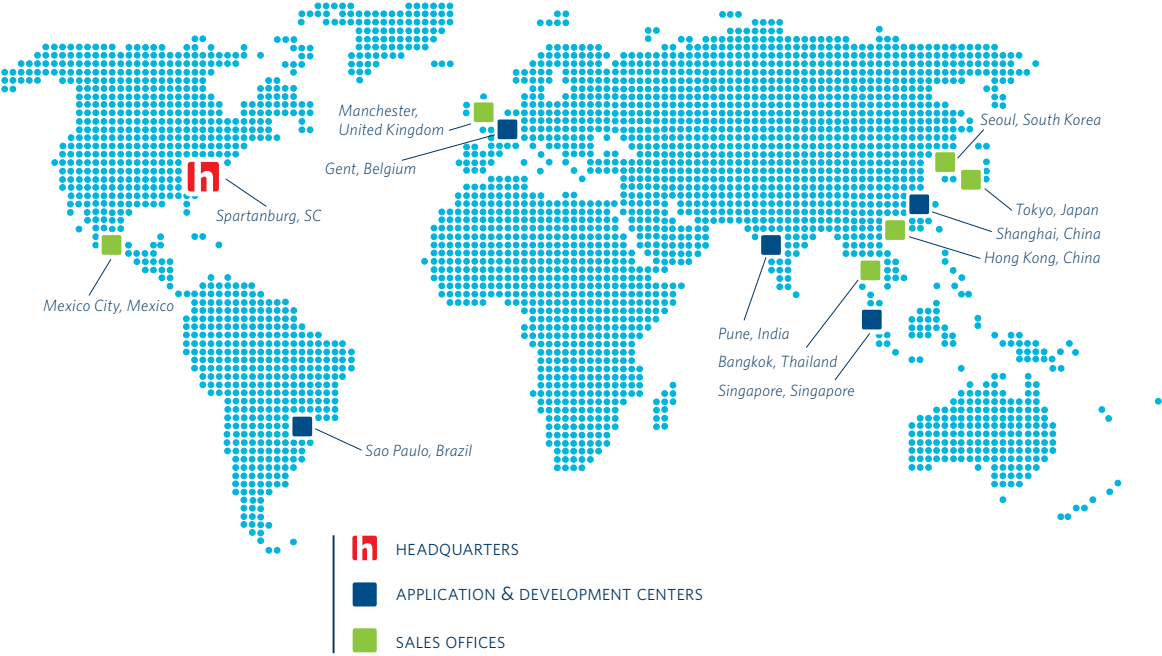 Manchester,
United Kingdom
Seoul, South Korea
Gent, Belgium
Spartanburg, SC
Tokyo, Japan
Shanghai, China
Hong Kong, China
Mexico City, Mexico
Pune, India
Bangkok, Thailand
Singapore, Singapore
Sao Paulo, Brazil
h HEADQUARTERS
APPLICATION & DEVELOPMENT CENTERS
SALES OFFICES